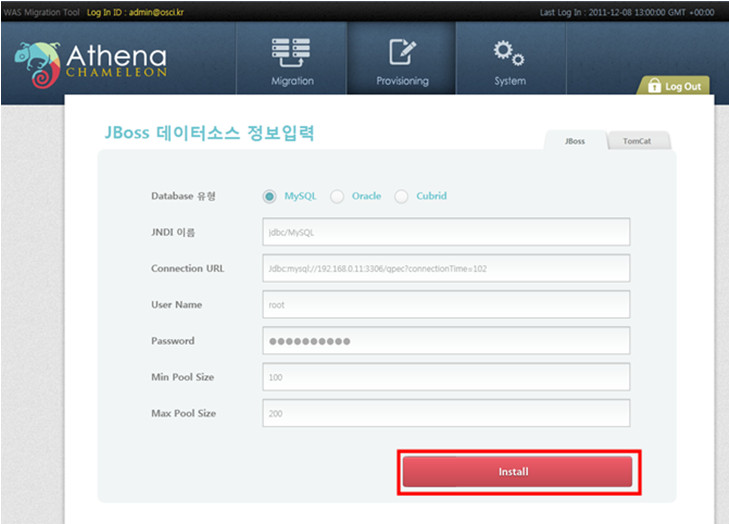 WAS Migration Tool Log In ID : admin@osci.kr Last Log In : 2011-12-08 13:00:00 GMT +00:00
Athena
CHAMELEON
Migration Provisioning System
Log Out
JBoss 데이터소스 정보입력
JBoss TomCat
Database 유형 MySQL Oracle Cubrid
JNDI 이름 jdbc/MySQL
Connection URL Jdbc:mysql://192.168.0.11:3306/qpec?connectionTime=102
User Name root
Password ●●●●●●●●●●
Min Pool Size 100
Max Pool Size 200
Install